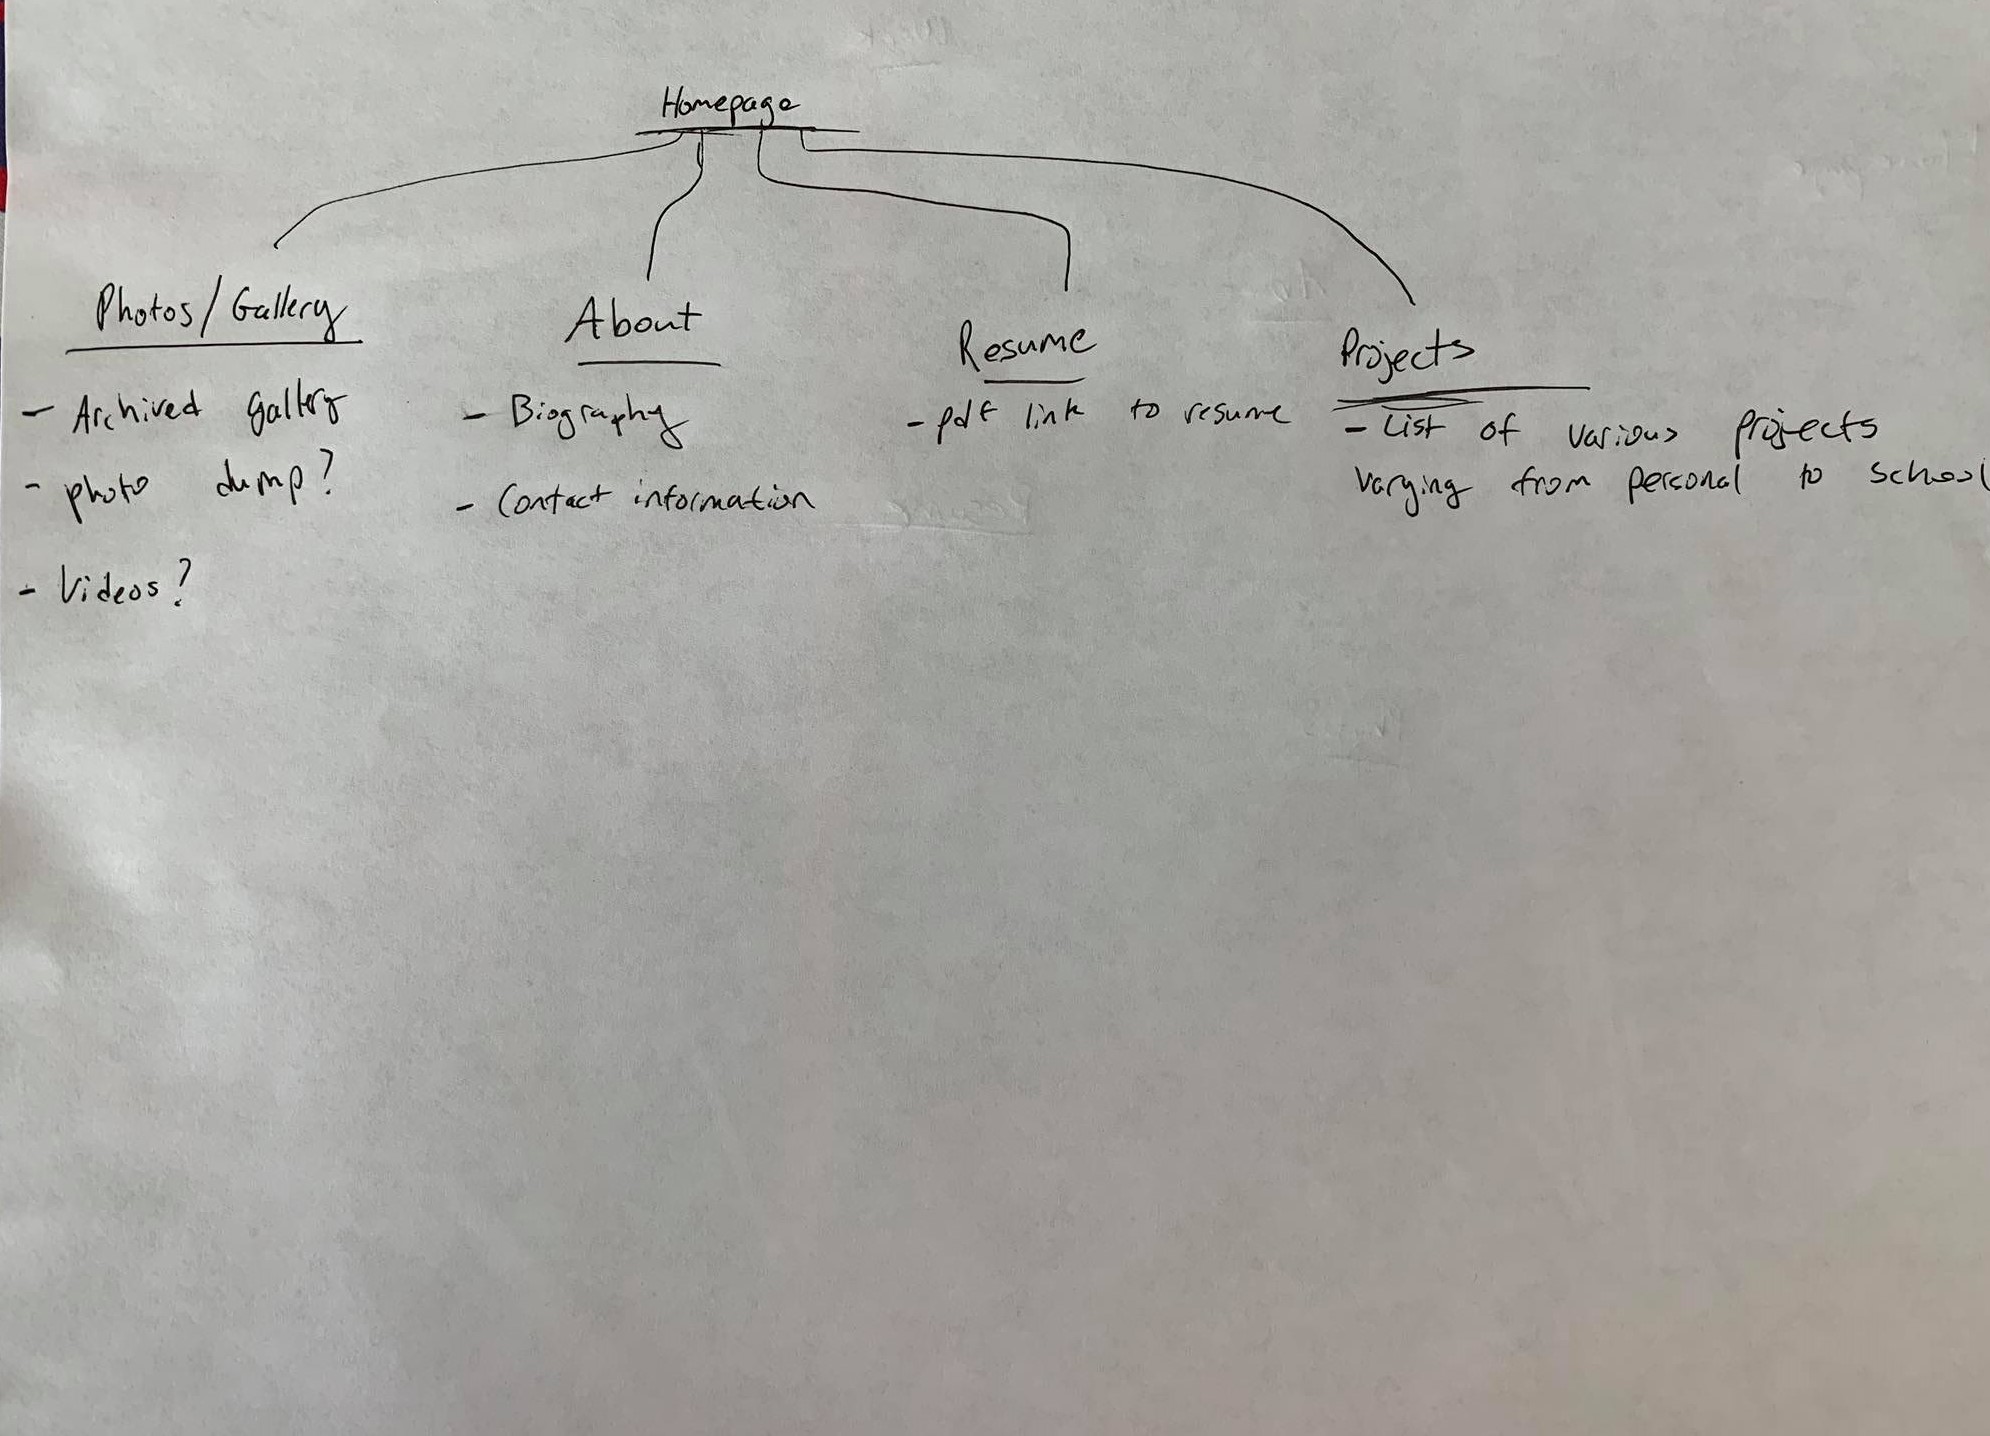 Homepage
Photos/Gallery
- Archived gallery
- photo dump?
- Videos?
About
- Biography
- Contact information
Resume
- pdf link to resume
Projects
- List of various projects
varying from personal to school